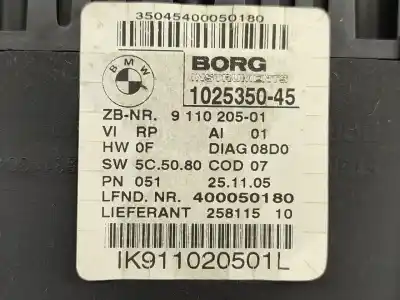 35045400050180
BMW
BORG
INSTRUMENTS
1025350-45
ZB-NR. 9 110 205-01
VI RP AI 01
HW 0F DIAG 08D0
SW 5C.50.80 COD 07
PN 051 25.11.05
LFND. NR. 400050180
LIEFERANT 258115 10
IK911020501L